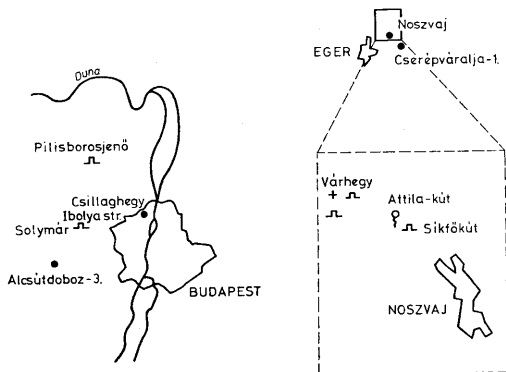 Duna
Pilisborosjenő
Csillaghegy
Ibolya str.
Solymár
Alcsútdoboz-3.
BUDAPEST
Noszvaj
EGER
Cserépváralja-1.
Várhegy
Attila-kút
Síkfőkút
NOSZVAJ